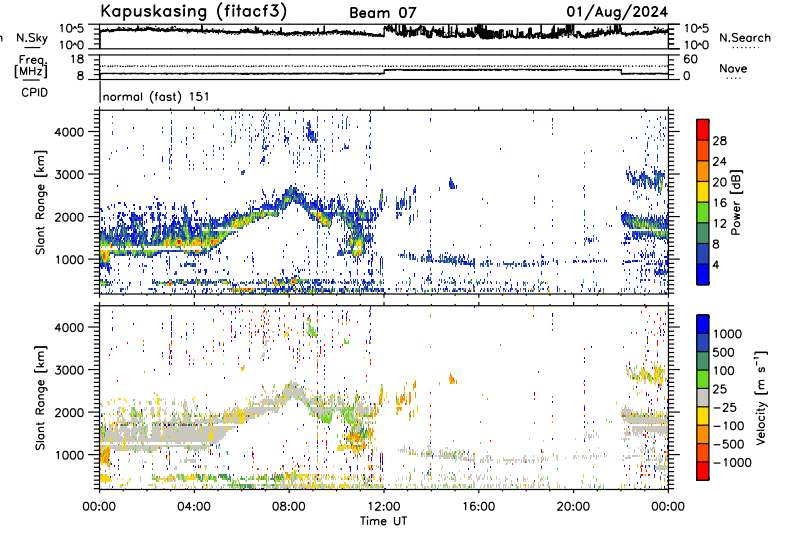 Kapuskasing (fitacf3) Beam 07 01/Aug/2024
N.Sky 10^5 10^0 10^5 10^0 N.Search
Freq. [MHz] 18 8 60 0 Nave
CPID normal (fast) 151
Slant Range [km] 4000 3000 2000 1000
28 24 20 16 12 8 4 Power [dB]
Slant Range [km] 4000 3000 2000 1000
1000 500 100 25 -25 -100 -500 -1000 Velocity [m s⁻¹]
00:00 04:00 08:00 12:00 16:00 20:00 00:00
Time UT